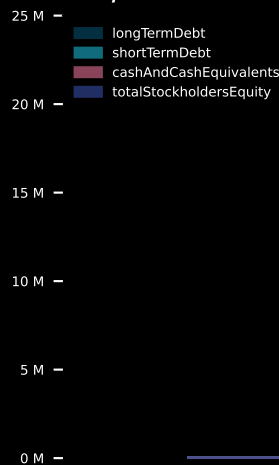 25 M
longTermDebt
shortTermDebt
20 M
cashAndCashEquivalents
totalStockholdersEquity
15 M
10 M
5 M
0 M